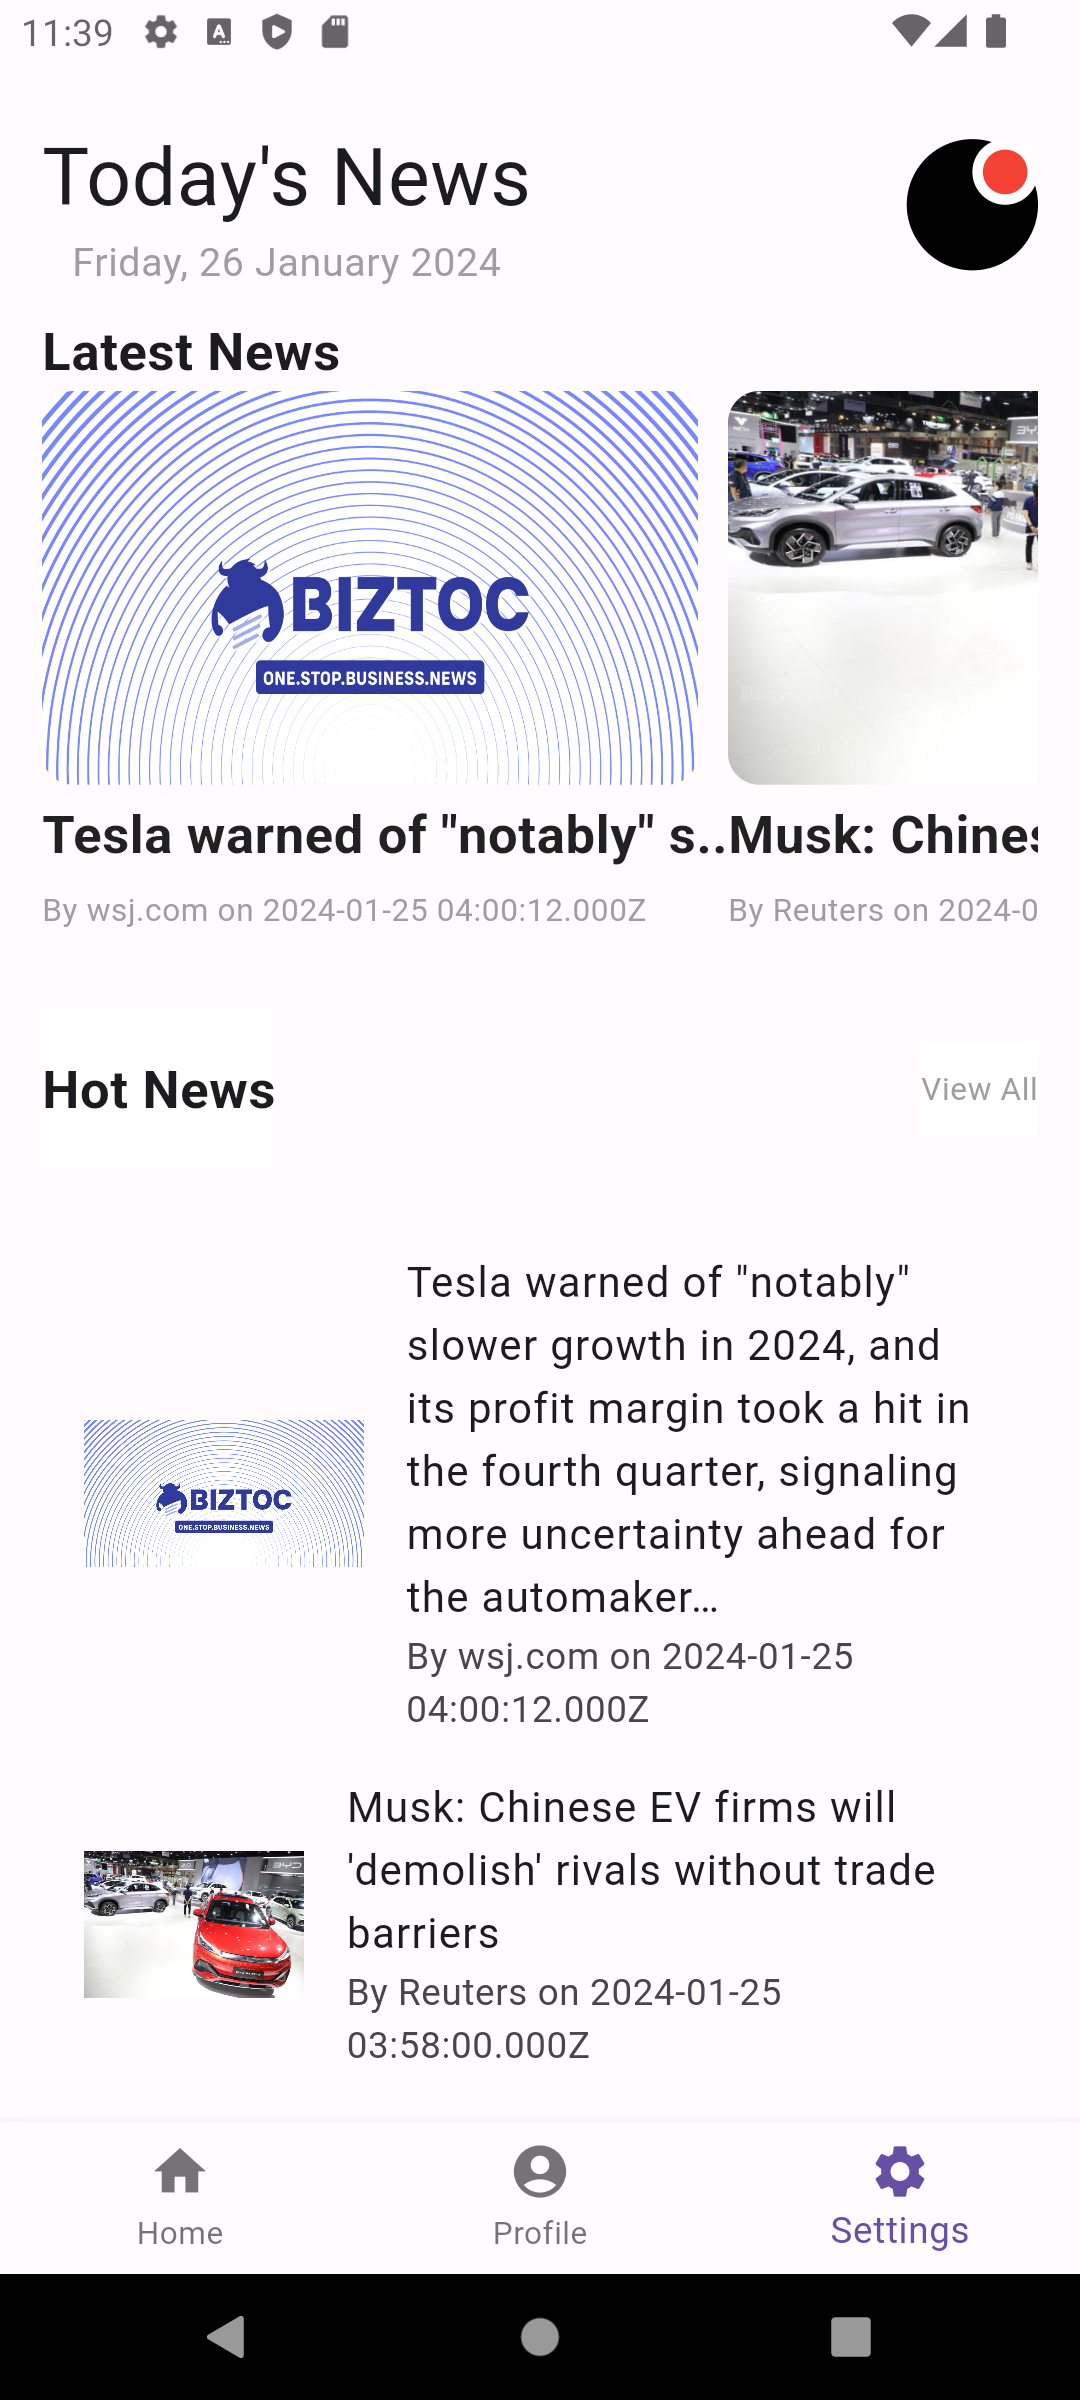 11:39
Today's News
Friday, 26 January 2024
Latest News
BIZTOC
ONE.STOP.BUSINESS.NEWS
Tesla warned of "notably" s..
By wsj.com on 2024-01-25 04:00:12.000Z
Musk: Chines
By Reuters on 2024-0
Hot News
View All
BIZTOC
ONE.STOP.BUSINESS.NEWS
Tesla warned of "notably"
slower growth in 2024, and
its profit margin took a hit in
the fourth quarter, signaling
more uncertainty ahead for
the automaker…
By wsj.com on 2024-01-25
04:00:12.000Z
BYD
Musk: Chinese EV firms will
'demolish' rivals without trade
barriers
By Reuters on 2024-01-25
03:58:00.000Z
Home
Profile
Settings